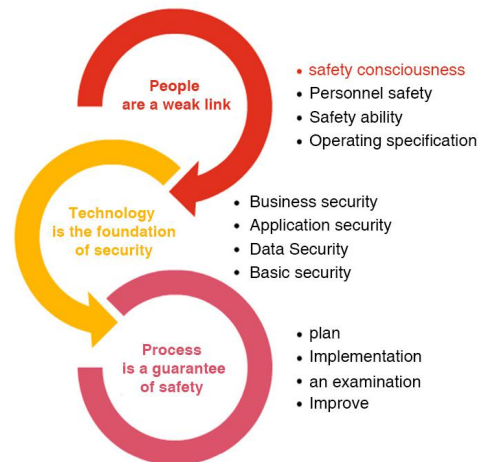 People
are a weak link
• safety consciousness
• Personnel safety
• Safety ability
• Operating specification
Technology
is the foundation
of security
• Business security
• Application security
• Data Security
• Basic security
Process
is a guarantee
of safety
• plan
• Implementation
• an examination
• Improve